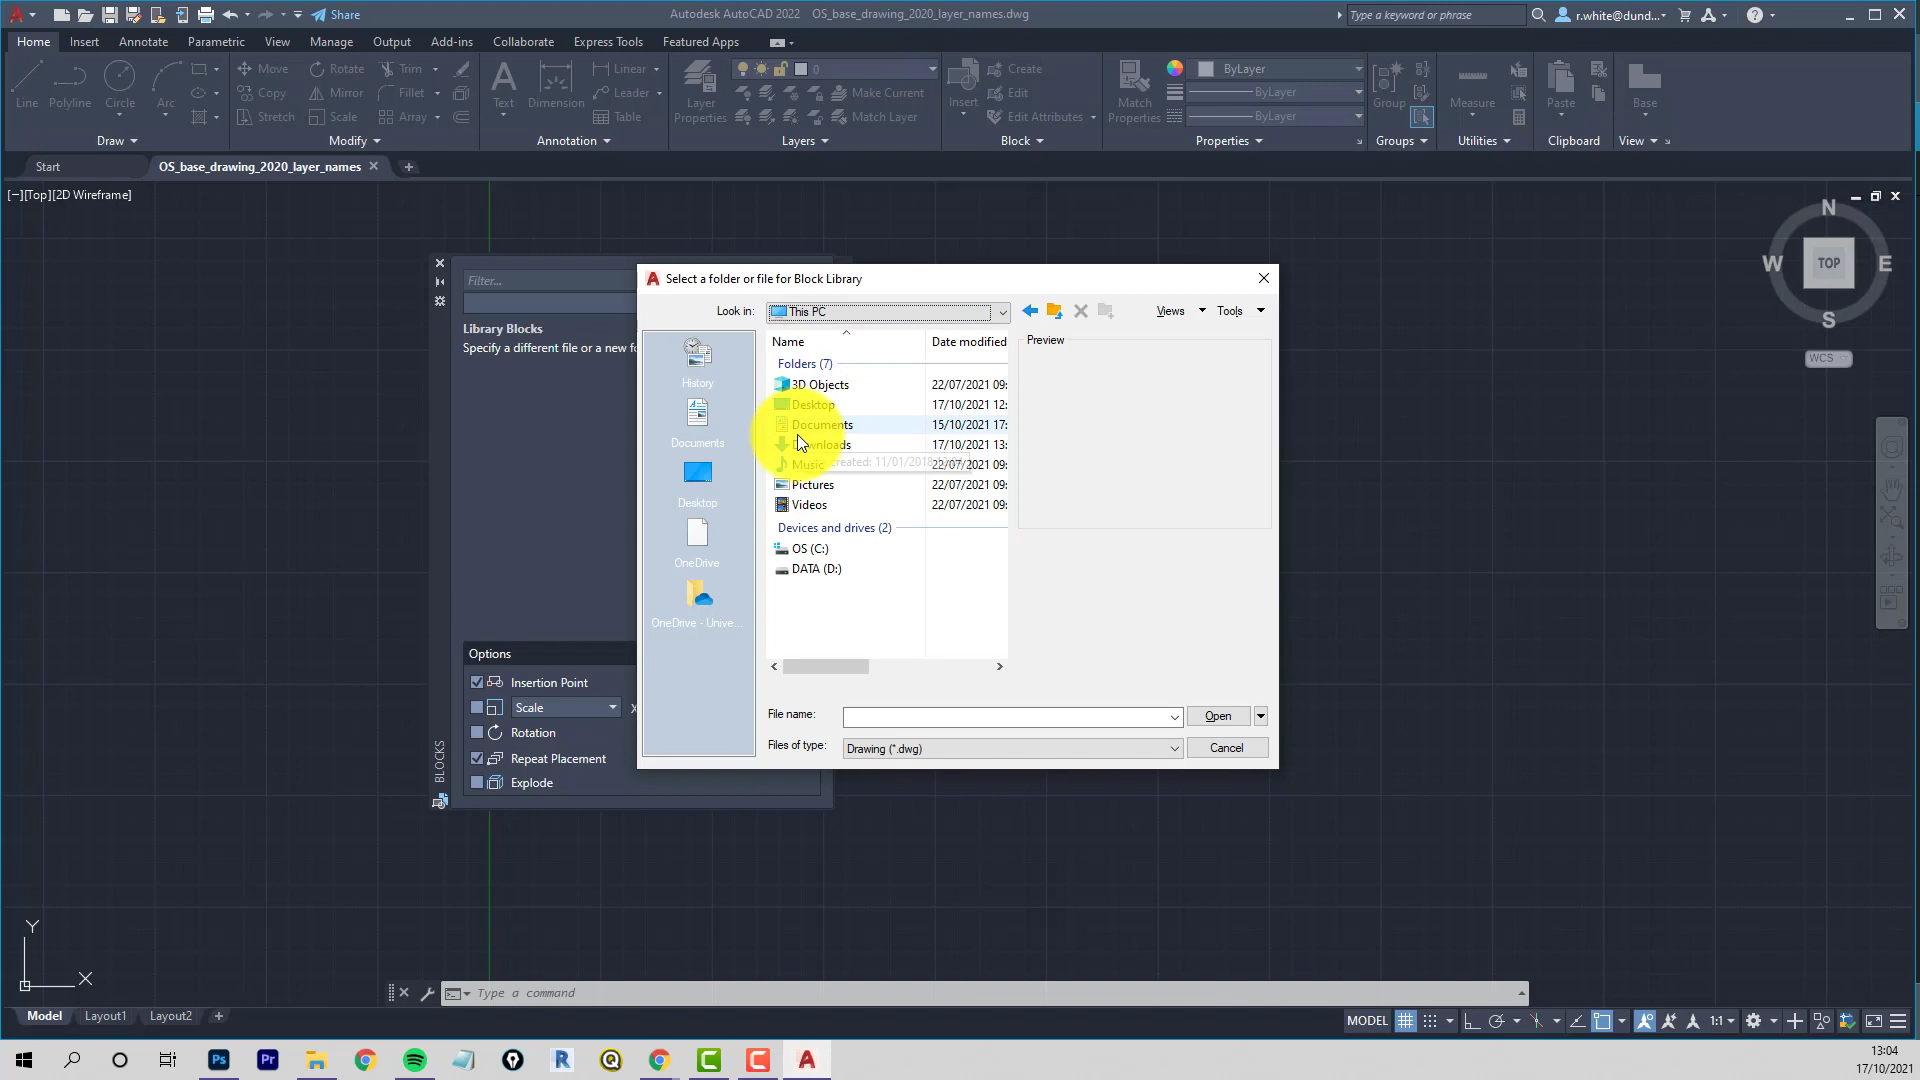 Share
Autodesk AutoCAD 2022 OS_base_drawing_2020_layer_names.dwg
Type a keyword or phrase
r.white@dund...
Home Insert Annotate Parametric View Manage Output Add-ins Collaborate Express Tools Featured Apps
Line Polyline Circle Arc
Move Rotate Trim
Copy Mirror Fillet
Stretch Scale Array
Text Dimension
Linear
Leader
Table
Layer Properties
0
Make Current
Match Layer
Insert
Create
Edit
Edit Attributes
Match Properties
ByLayer
ByLayer
ByLayer
Group
Measure
Paste
Base
Draw Modify Annotation Layers Block Properties Groups Utilities Clipboard View
Start OS_base_drawing_2020_layer_names
[−][Top][2D Wireframe]
N
W TOP E
S
WCS
Filter...
Library Blocks
Specify a different file or a new fo
Options
Insertion Point
Scale X
Rotation
Repeat Placement
Explode
BLOCKS
Select a folder or file for Block Library
Look in: This PC
Views Tools
History
Documents
Desktop
OneDrive
OneDrive - Unive...
Name Date modified
Folders (7)
3D Objects 22/07/2021 09:
Desktop 17/10/2021 12:
Documents 15/10/2021 17:
Downloads 17/10/2021 13:
Music 22/07/2021 09:
Pictures 22/07/2021 09:
Videos 22/07/2021 09:
Devices and drives (2)
OS (C:)
DATA (D:)
Preview
File name: Open
Files of type: Drawing (*.dwg) Cancel
Y
X
Type a command
Model Layout1 Layout2
MODEL 1:1
Ps Pr R A
13:04
17/10/2021